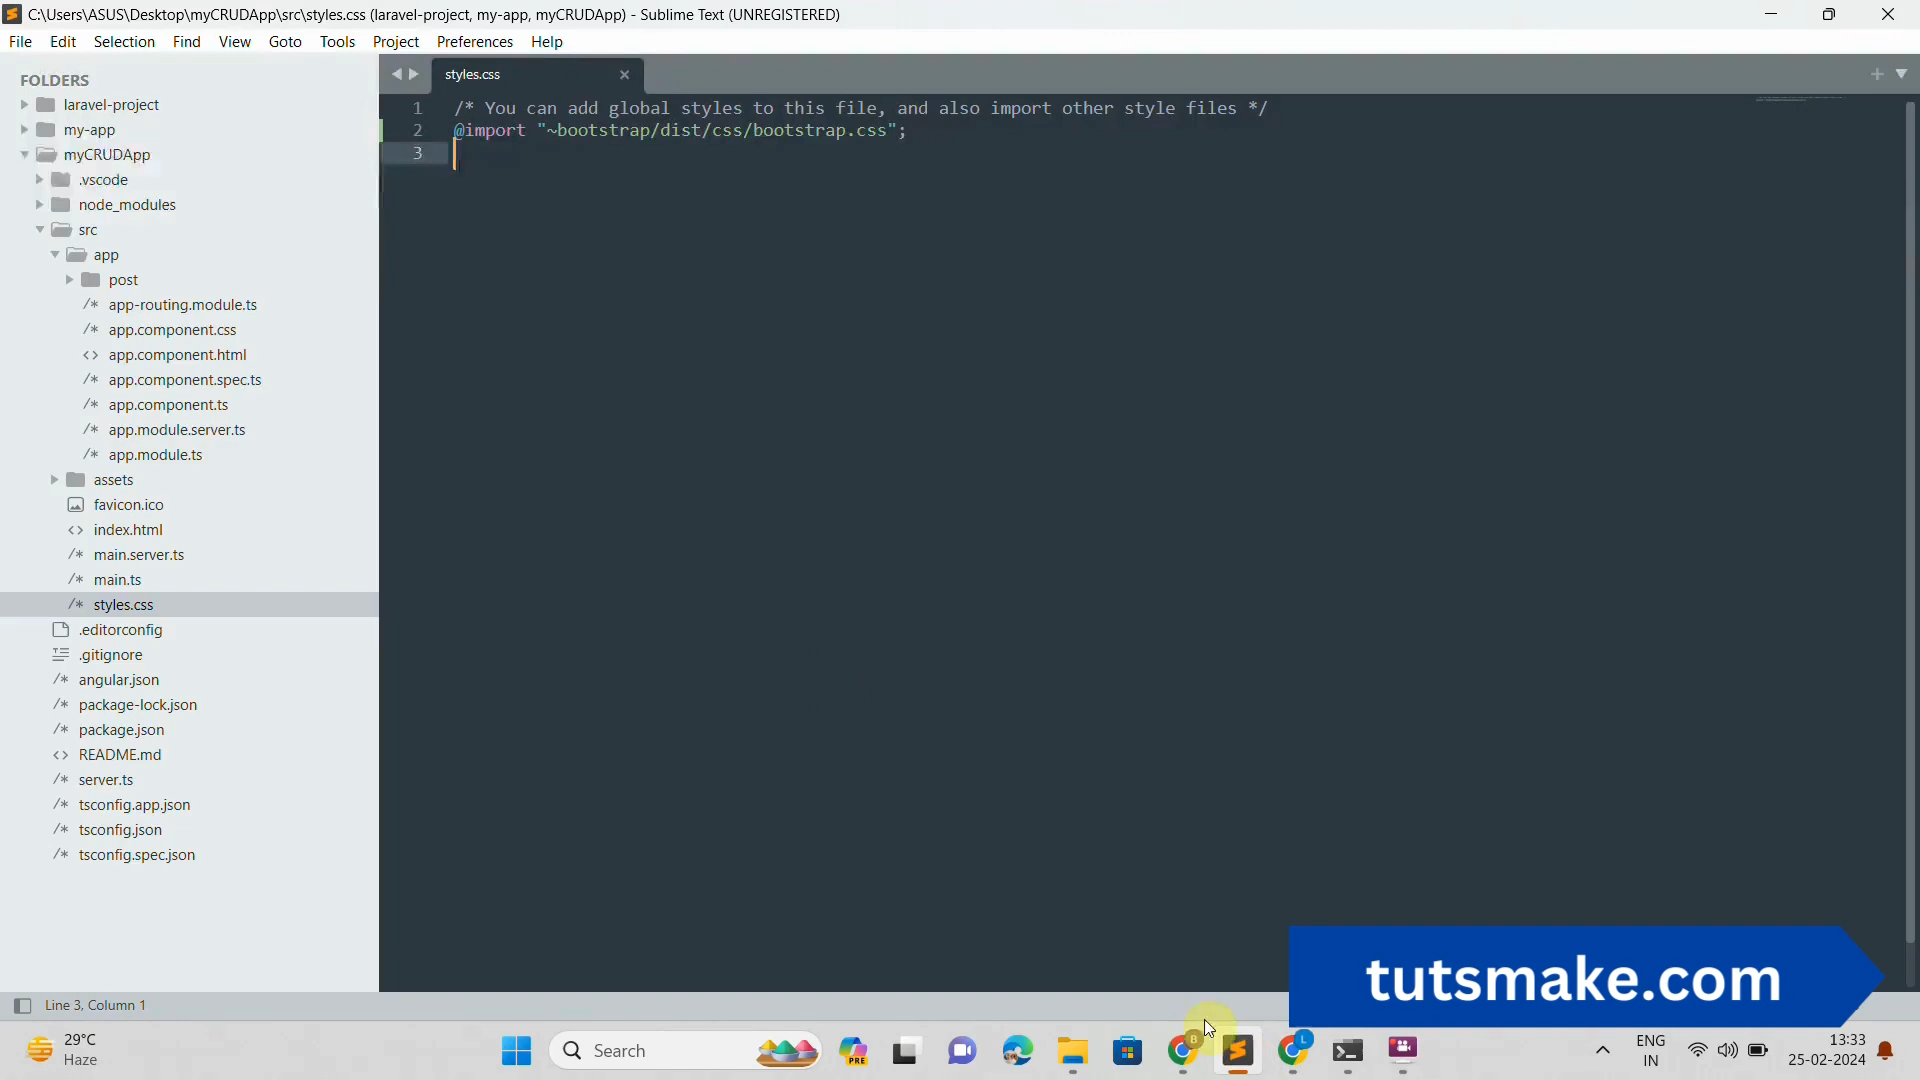 C:\Users\ASUS\Desktop\myCRUDApp\src\styles.css (laravel-project, my-app, myCRUDApp) - Sublime Text (UNREGISTERED)
File Edit Selection Find View Goto Tools Project Preferences Help
FOLDERS
laravel-project
my-app
myCRUDApp
.vscode
node_modules
src
app
post
/* app-routing.module.ts
/* app.component.css
<> app.component.html
/* app.component.spec.ts
/* app.component.ts
/* app.module.server.ts
/* app.module.ts
assets
favicon.ico
<> index.html
/* main.server.ts
/* main.ts
/* styles.css
.editorconfig
.gitignore
/* angular.json
/* package-lock.json
/* package.json
<> README.md
/* server.ts
/* tsconfig.app.json
/* tsconfig.json
/* tsconfig.spec.json
styles.css
1 /* You can add global styles to this file, and also import other style files */
2 @import "~bootstrap/dist/css/bootstrap.css";
3
tutsmake.com
Line 3, Column 1
29°C
Haze
Search
PRE
B
L
ENG
IN
13:33
25-02-2024